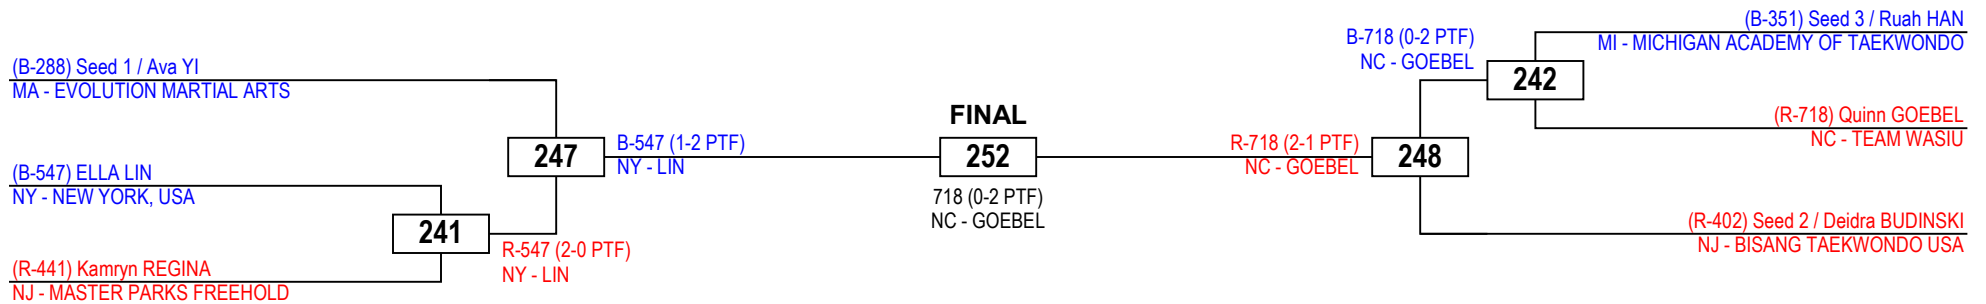 (B-288) Seed 1 / Ava YI
MA - EVOLUTION MARTIAL ARTS
(B-547) ELLA LIN
NY - NEW YORK, USA
(R-441) Kamryn REGINA
NJ - MASTER PARKS FREEHOLD
241
R-547 (2-0 PTF)
NY - LIN
247
B-547 (1-2 PTF)
NY - LIN
FINAL
252
718 (0-2 PTF)
NC - GOEBEL
R-718 (2-1 PTF)
NC - GOEBEL
248
B-718 (0-2 PTF)
NC - GOEBEL
242
(B-351) Seed 3 / Ruah HAN
MI - MICHIGAN ACADEMY OF TAEKWONDO
(R-718) Quinn GOEBEL
NC - TEAM WASIU
(R-402) Seed 2 / Deidra BUDINSKI
NJ - BISANG TAEKWONDO USA